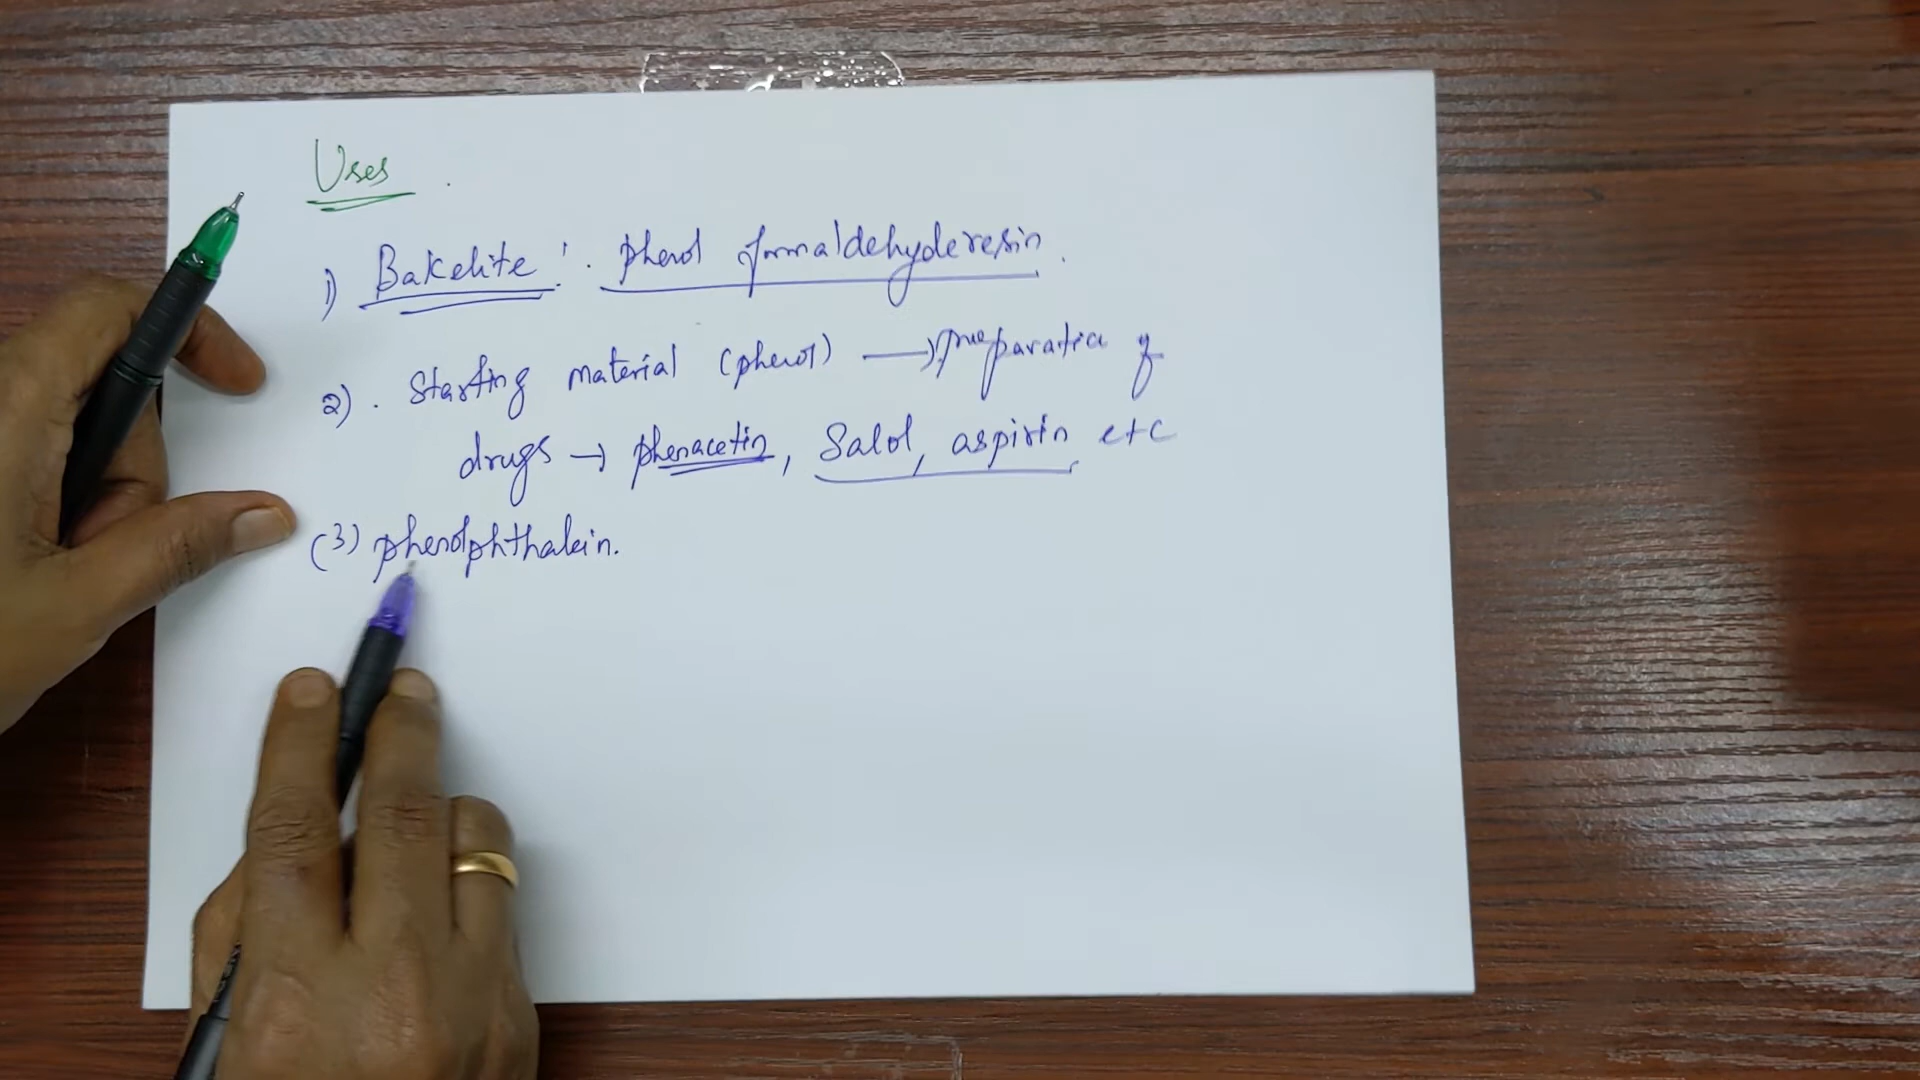 Uses
1) Bakelite : phenol formaldehyde resin.
2). Starting material (phenol) → preparation of
drugs → phenacetin, Salol, aspirin etc
(3) phenolphthalein.